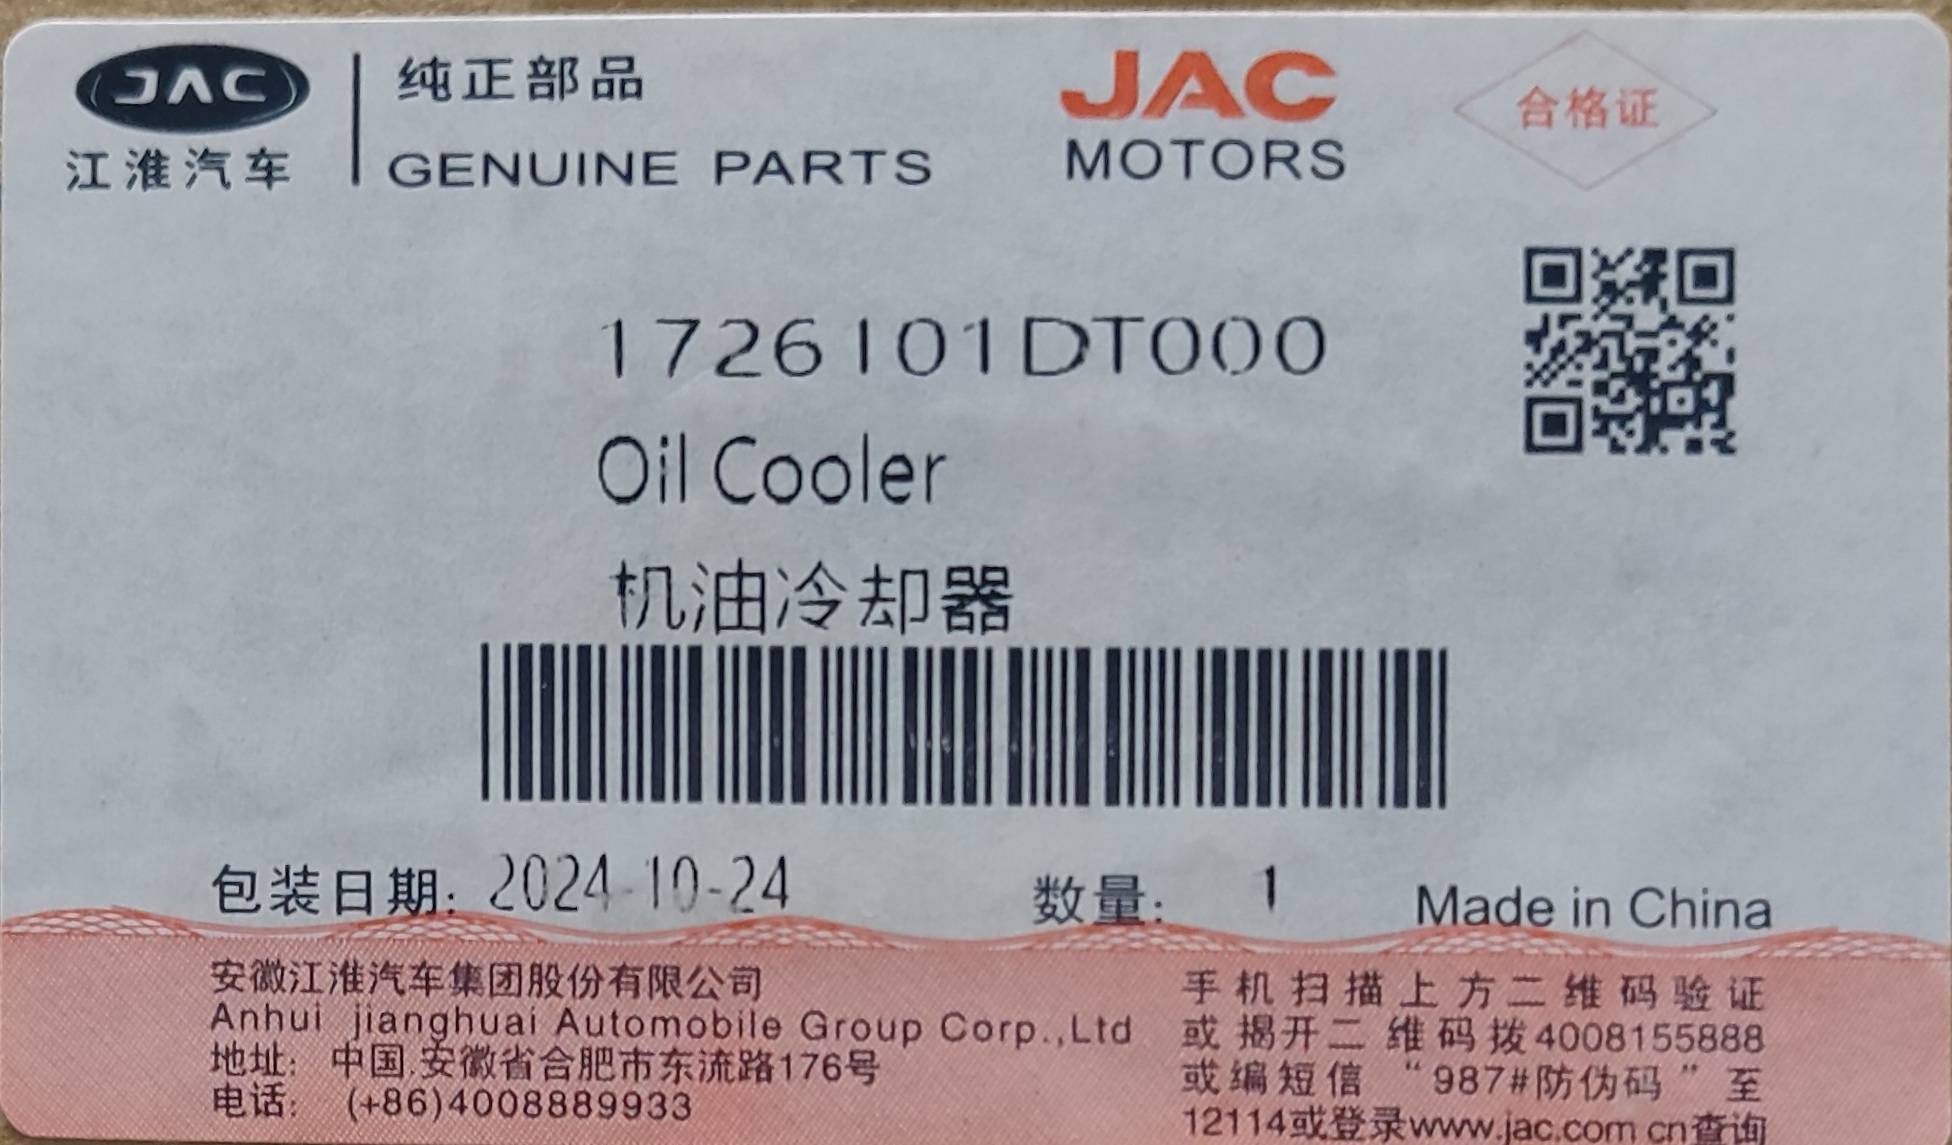 JAC
江淮汽车
纯正部品
GENUINE PARTS
JAC
MOTORS
合格证
1726101DT000
Oil Cooler
机油冷却器
包装日期: 2024-10-24
数量: 1
Made in China
安徽江淮汽车集团股份有限公司
Anhui jianghuai Automobile Group Corp.,Ltd
地址: 中国.安徽省合肥市东流路176号
电话: (+86)4008889933
手机扫描上方二维码验证
或揭开二维码拨4008155888
或编短信“987#防伪码”至
12114或登录www.jac.com.cn查询